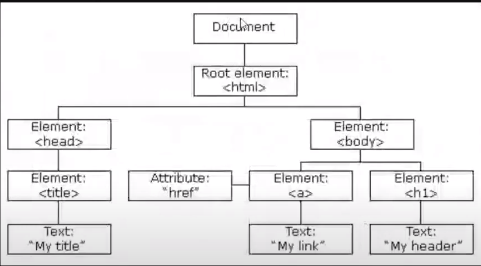 Document
Root element:
<html>
Element:
<head>
Element:
<body>
Element:
<title>
Attribute:
"href"
Element:
<a>
Element:
<h1>
Text:
"My title"
Text:
"My link"
Text:
"My header"